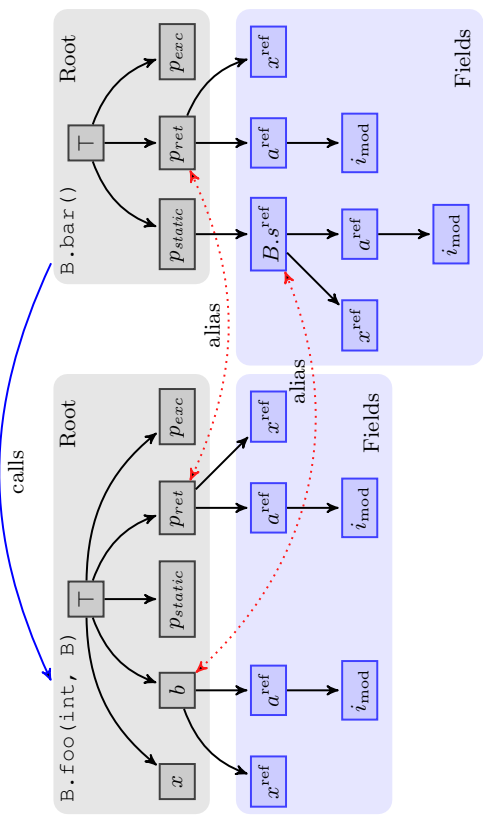 calls
B.foo(int, B)
Root
⊤
x
b
p_static
p_ret
p_exc
x^ref
a^ref
a^ref
x^ref
i_mod
i_mod
Fields
alias
alias
B.bar()
Root
⊤
p_static
p_ret
p_exc
B.s^ref
a^ref
x^ref
x^ref
a^ref
i_mod
i_mod
Fields